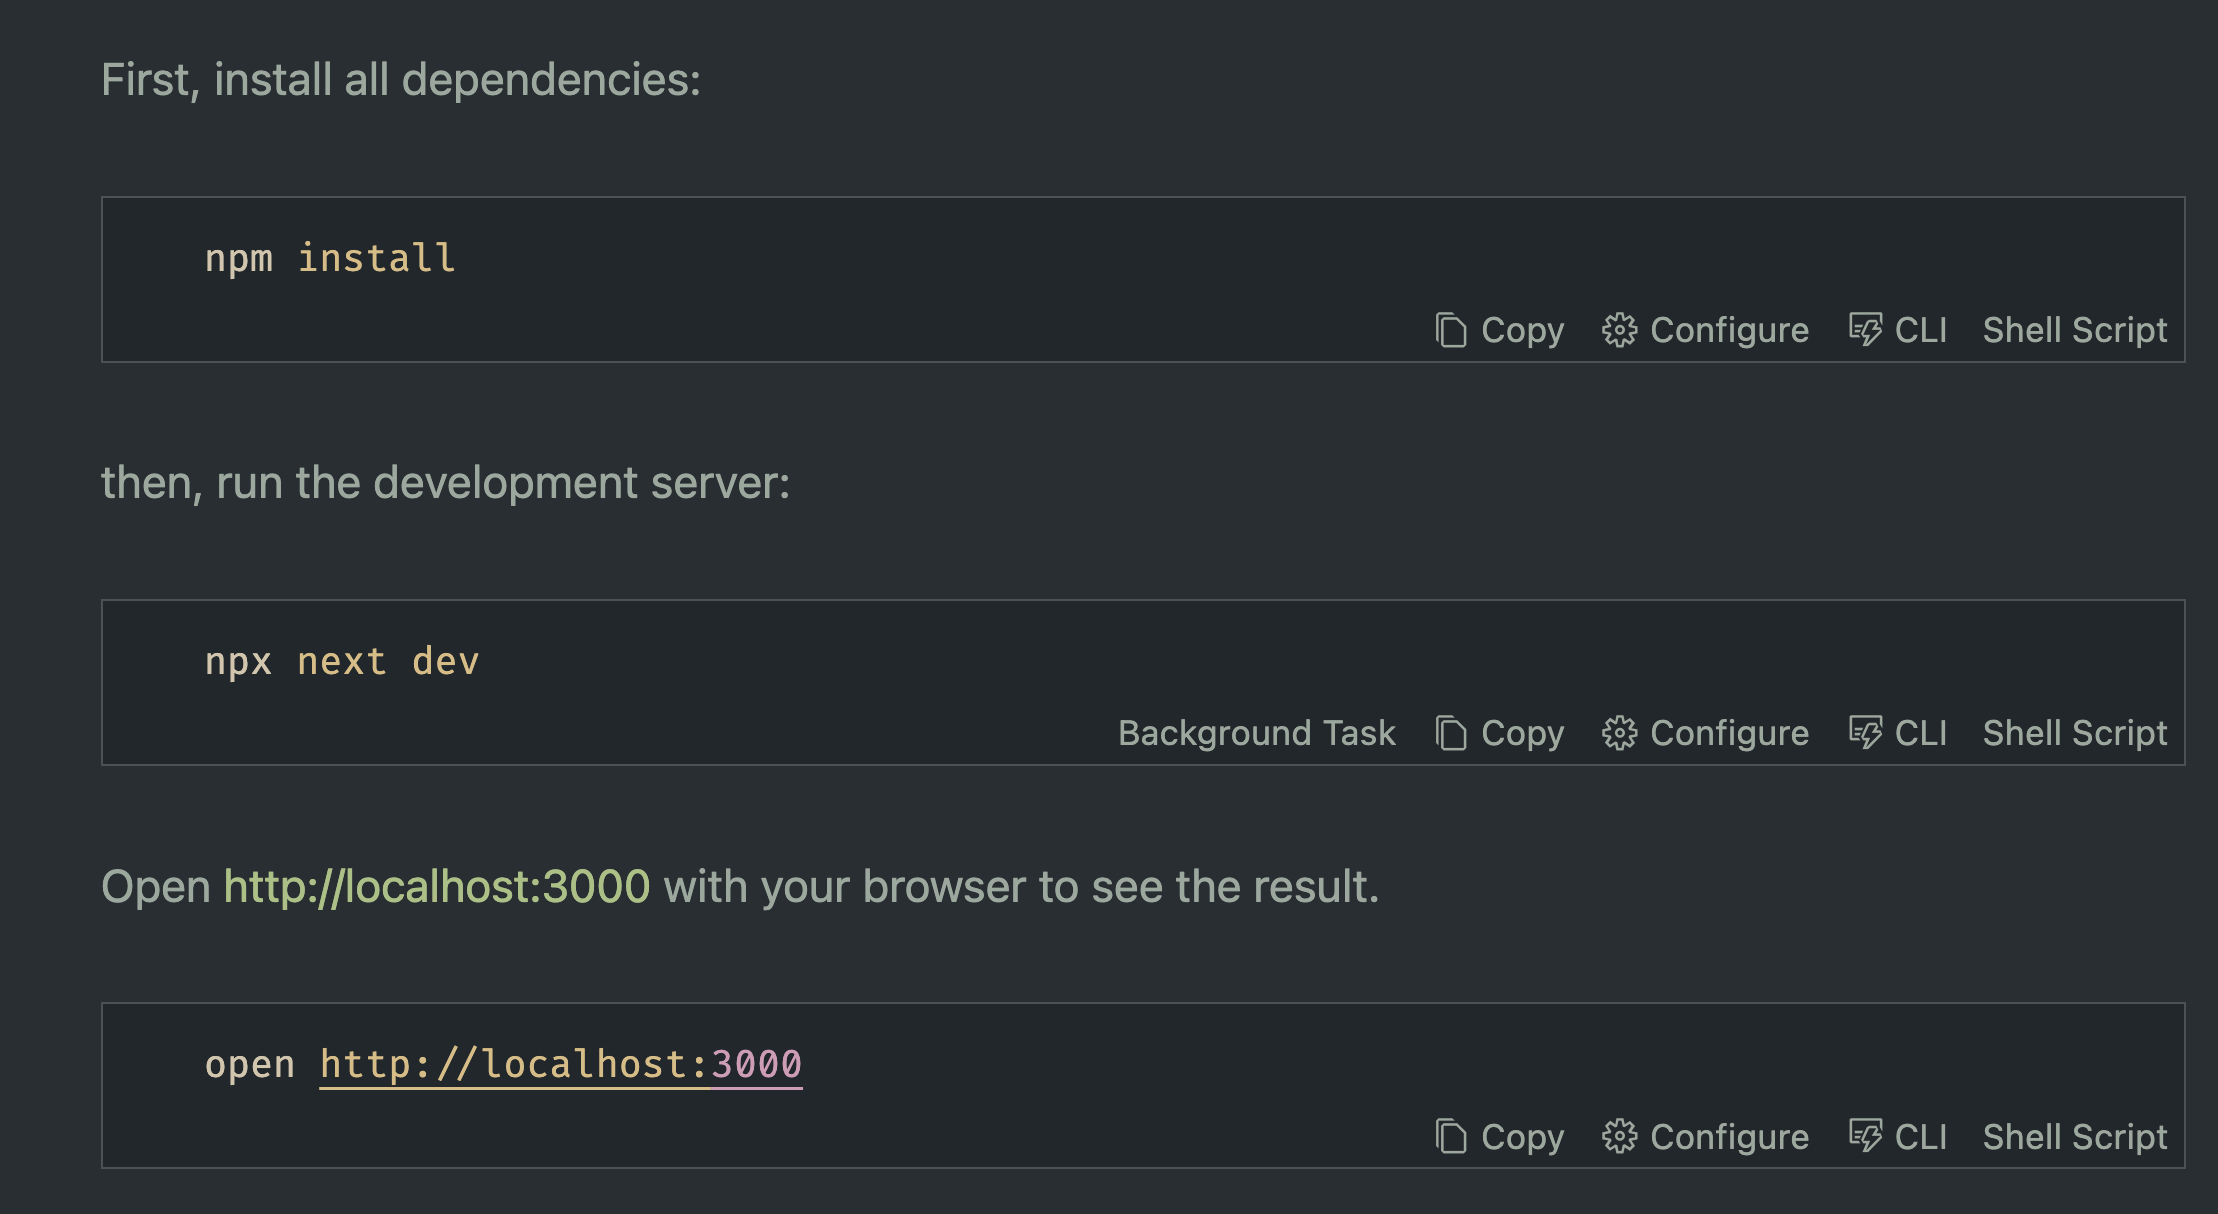 First, install all dependencies:
npm install
Copy Configure CLI Shell Script
then, run the development server:
npx next dev
Background Task Copy Configure CLI Shell Script
Open http://localhost:3000 with your browser to see the result.
open http://localhost:3000
Copy Configure CLI Shell Script